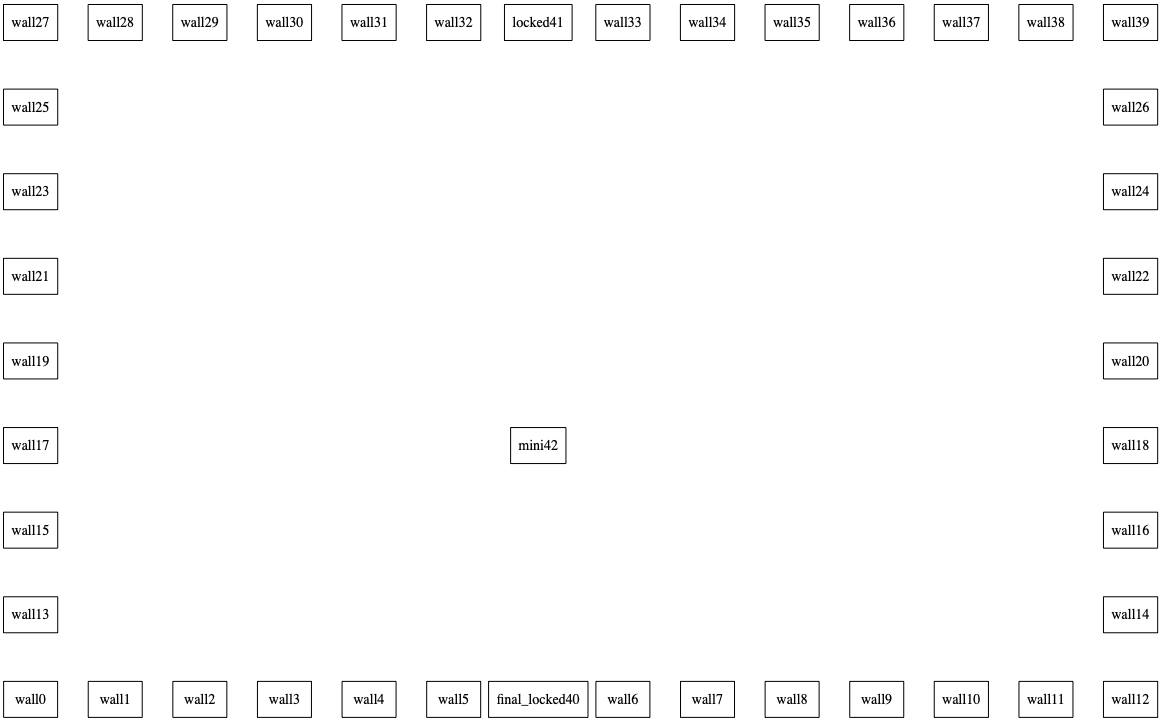 wall27 wall28 wall29 wall30 wall31 wall32 locked41 wall33 wall34 wall35 wall36 wall37 wall38 wall39
wall25 wall26
wall23 wall24
wall21 wall22
wall19 wall20
wall17 mini42 wall18
wall15 wall16
wall13 wall14
wall0 wall1 wall2 wall3 wall4 wall5 final_locked40 wall6 wall7 wall8 wall9 wall10 wall11 wall12